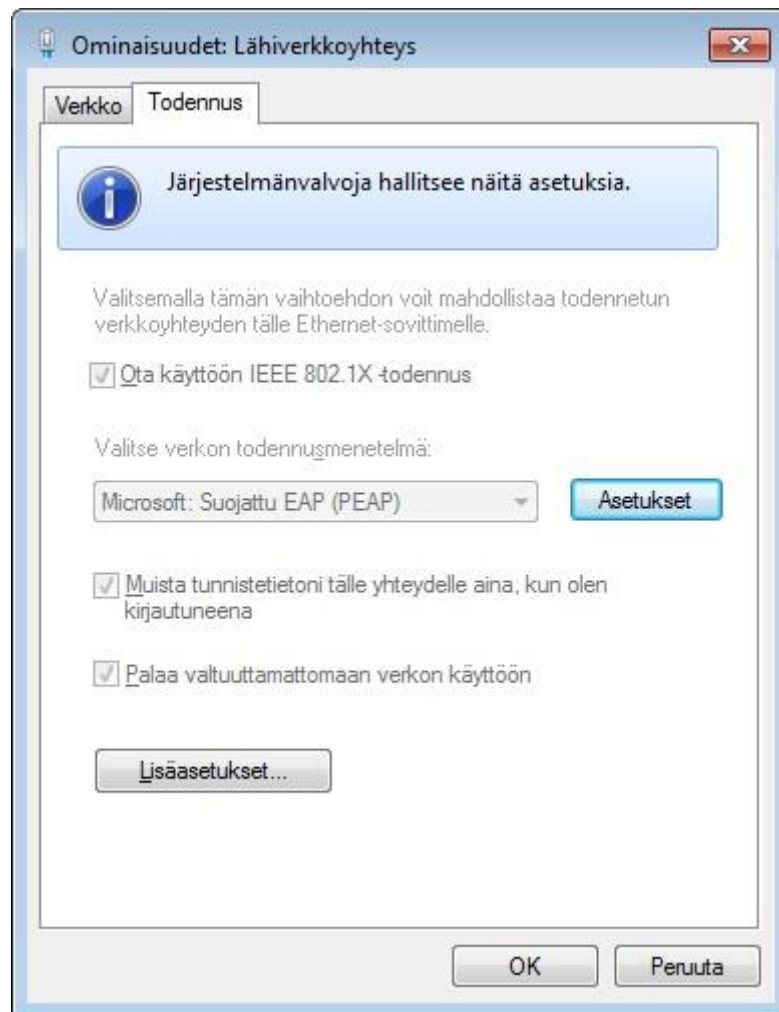 Ominaisuudet: Lähiverkkoyhteys
Verkko
Todennus
Järjestelmänvalvoja hallitsee näitä asetuksia.
Valitsemalla tämän vaihtoehdon voit mahdollistaa todennetun
verkkoyhteyden tälle Ethernet-sovittimelle.
Ota käyttöön IEEE 802.1X -todennus
Valitse verkon todennusmenetelmä:
Microsoft: Suojattu EAP (PEAP)
Asetukset
Muista tunnistetietoni tälle yhteydelle aina, kun olen
kirjautuneena
Palaa valtuuttamattomaan verkon käyttöön
Lisäasetukset...
OK
Peruuta